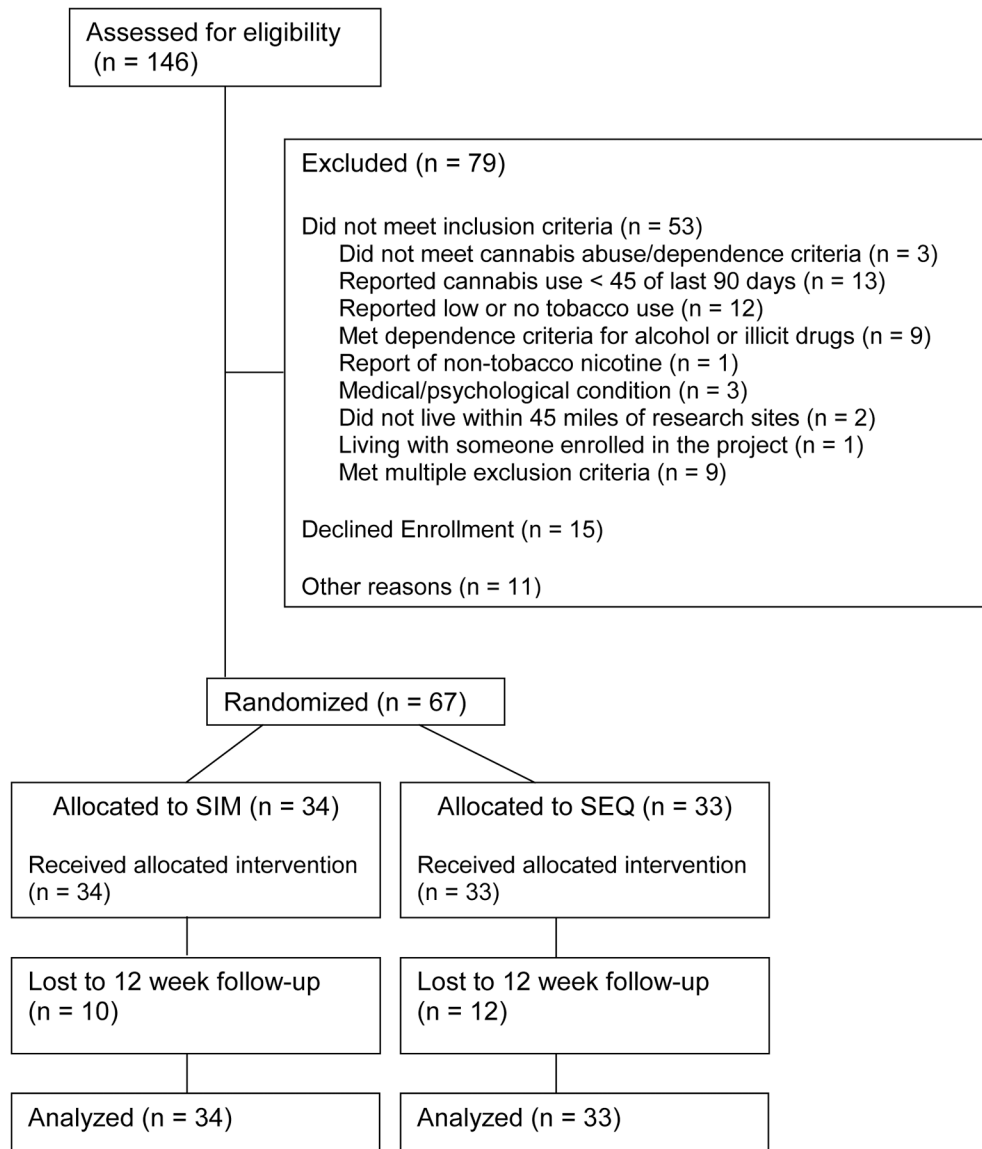 Assessed for eligibility
(n = 146)
Excluded (n = 79)
Did not meet inclusion criteria (n = 53)
Did not meet cannabis abuse/dependence criteria (n = 3)
Reported cannabis use < 45 of last 90 days (n = 13)
Reported low or no tobacco use (n = 12)
Met dependence criteria for alcohol or illicit drugs (n = 9)
Report of non-tobacco nicotine (n = 1)
Medical/psychological condition (n = 3)
Did not live within 45 miles of research sites (n = 2)
Living with someone enrolled in the project (n = 1)
Met multiple exclusion criteria (n = 9)
Declined Enrollment (n = 15)
Other reasons (n = 11)
Randomized (n = 67)
Allocated to SIM (n = 34)
Received allocated intervention
(n = 34)
Allocated to SEQ (n = 33)
Received allocated intervention
(n = 33)
Lost to 12 week follow-up
(n = 10)
Lost to 12 week follow-up
(n = 12)
Analyzed (n = 34)
Analyzed (n = 33)